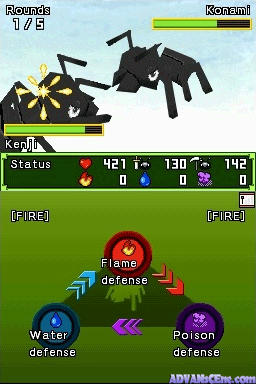 Rounds
Konami
1/5
Kenji
Status 421 130 142
0 0 0
[FIRE] [FIRE]
Flame
defense
Water
defense
Poison
defense
ADVANSCEne.com